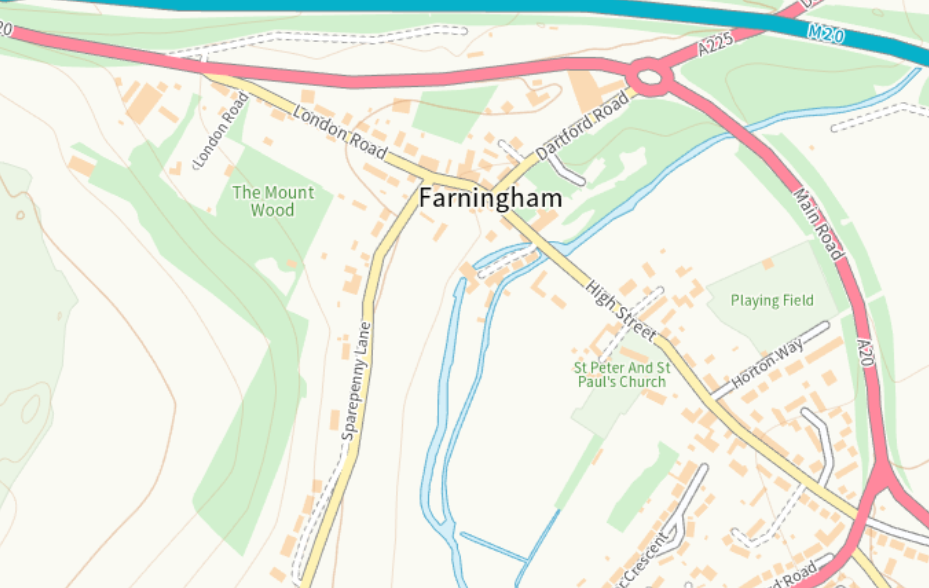 20
M20
A225
London Road
London Road
Dartford Road
The Mount
Wood
Farningham
Main Road
High Street
Playing Field
Sparepenny Lane
Horton Way
A20
St Peter And St
Paul's Church
Crescent
Road